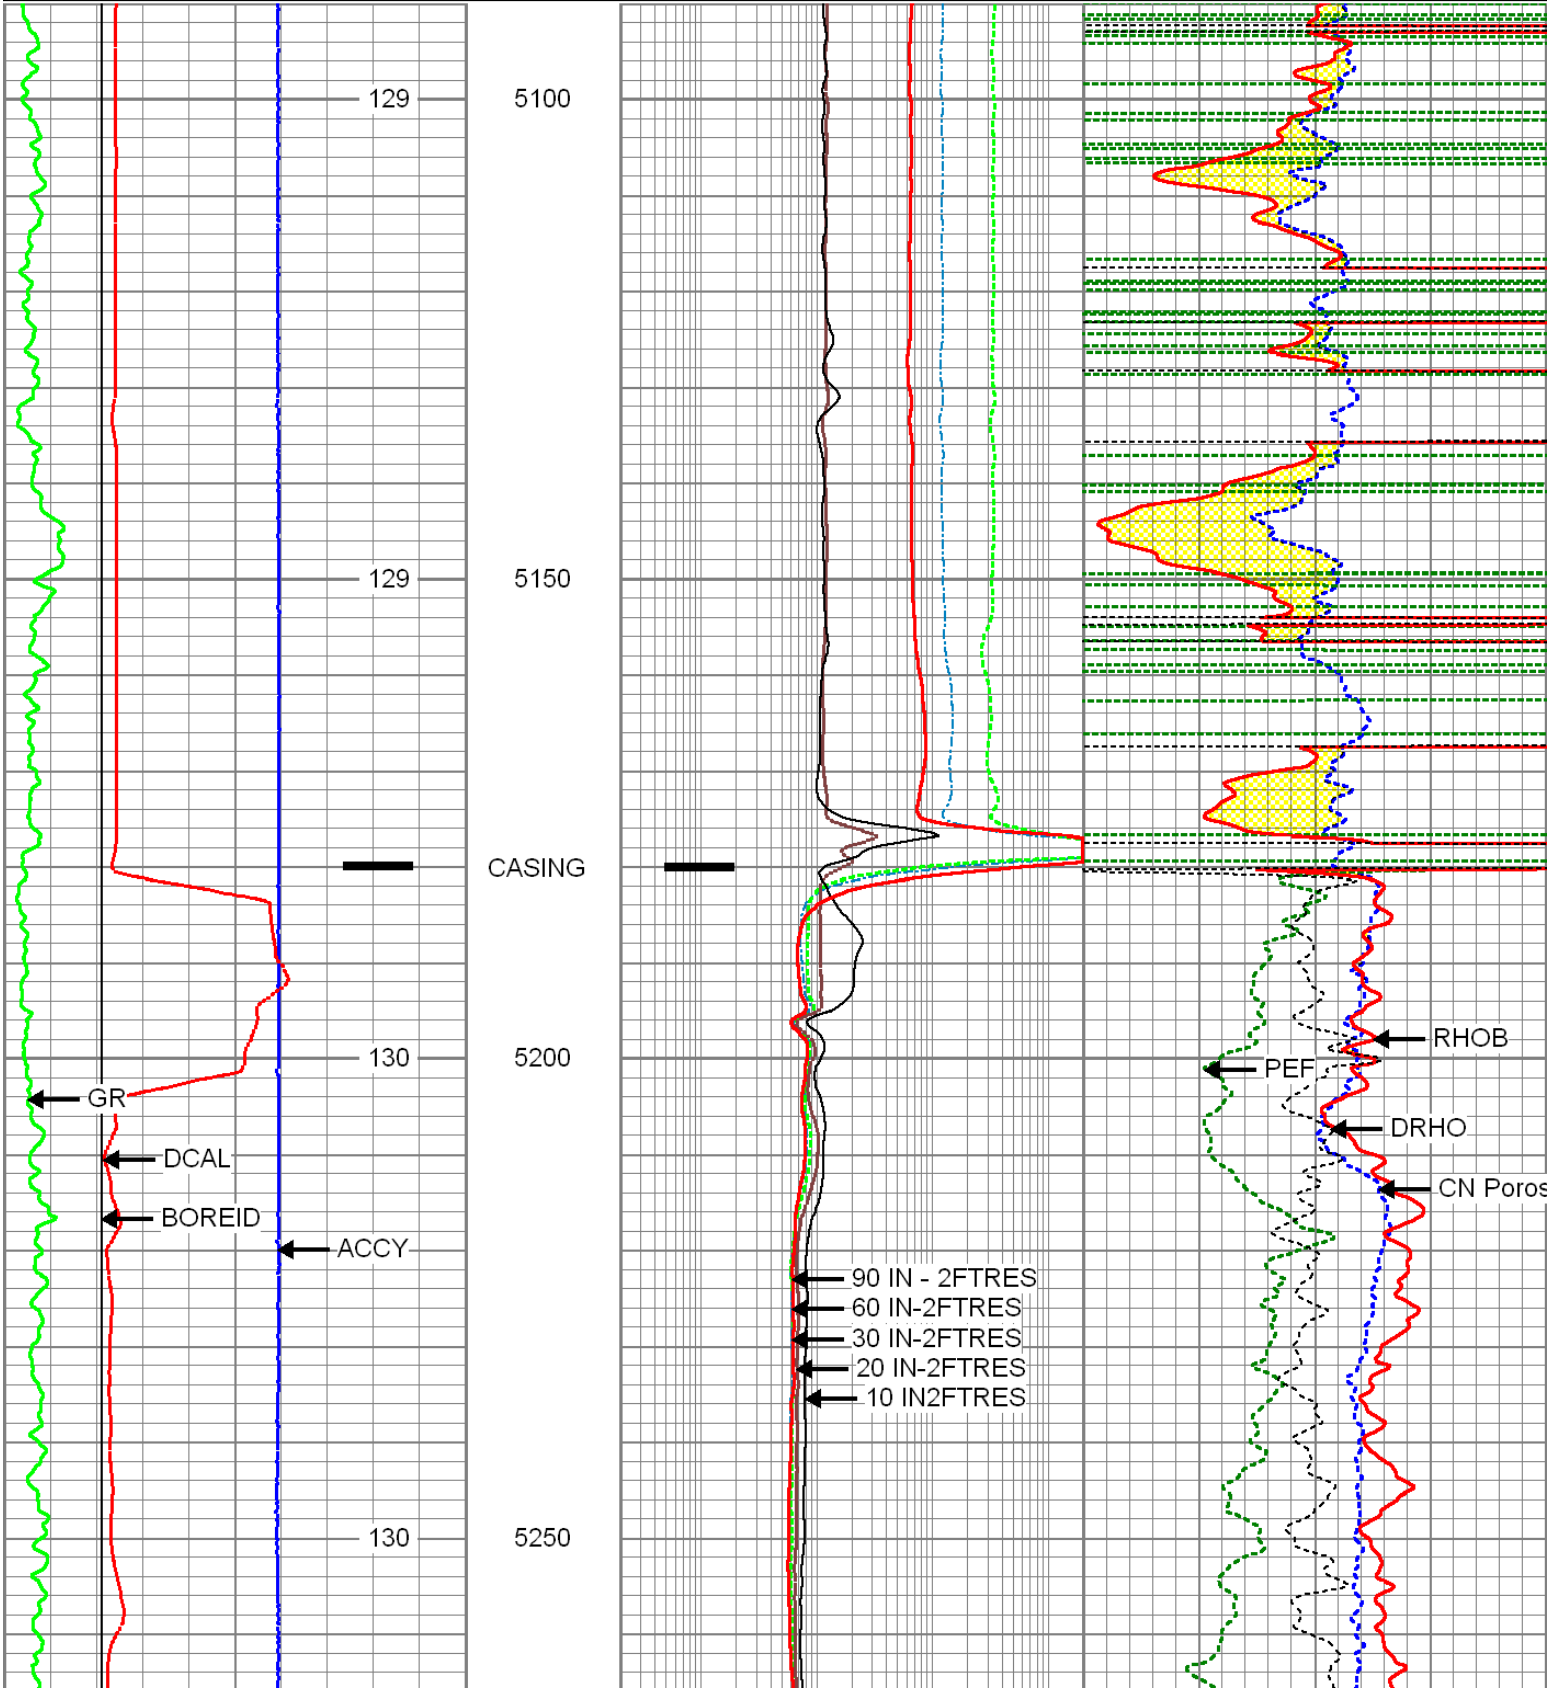 129
5100
129
5150
CASING
130
5200
RHOB
PEF
GR
DRHO
DCAL
CN Poros
BOREID
ACCY
90 IN - 2FTRES
60 IN-2FTRES
30 IN-2FTRES
20 IN-2FTRES
10 IN2FTRES
130
5250